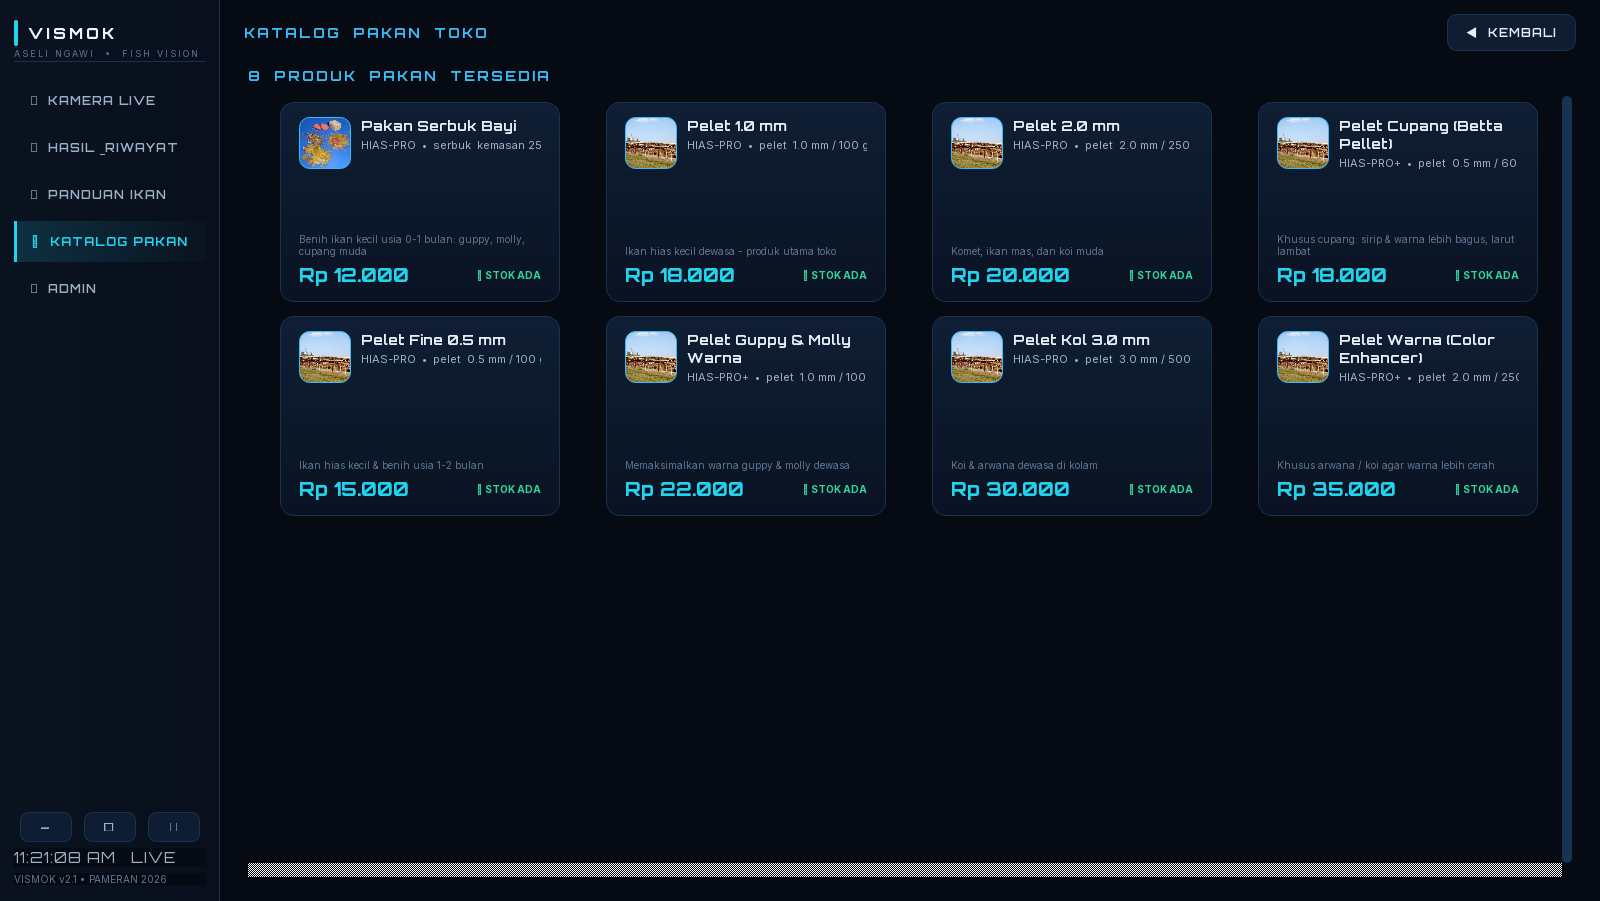 VISMOK
ASELI NGAWI • FISH VISION
KAMERA LIVE
HASIL _RIWAYAT
PANDUAN IKAN
KATALOG PAKAN
ADMIN
11:21:08 AM LIVE
VISMOK v2.1 • PAMERAN 2026
KATALOG PAKAN TOKO
◀ KEMBALI
8 PRODUK PAKAN TERSEDIA
Pakan Serbuk Bayi
HIAS-PRO • serbuk kemasan 25
Benih ikan kecil usia 0-1 bulan: guppy, molly,
cupang muda
Rp 12.000
STOK ADA
Pelet 1.0 mm
HIAS-PRO • pelet 1.0 mm / 100 g
Ikan hias kecil dewasa - produk utama toko
Rp 18.000
STOK ADA
Pelet 2.0 mm
HIAS-PRO • pelet 2.0 mm / 250
Komet, ikan mas, dan koi muda
Rp 20.000
STOK ADA
Pelet Cupang (Betta
Pellet)
HIAS-PRO+ • pelet 0.5 mm / 60
Khusus cupang: sirip & warna lebih bagus, larut
lambat
Rp 18.000
STOK ADA
Pelet Fine 0.5 mm
HIAS-PRO • pelet 0.5 mm / 100
Ikan hias kecil & benih usia 1-2 bulan
Rp 15.000
STOK ADA
Pelet Guppy & Molly
Warna
HIAS-PRO+ • pelet 1.0 mm / 100
Memaksimalkan warna guppy & molly dewasa
Rp 22.000
STOK ADA
Pelet Kol 3.0 mm
HIAS-PRO • pelet 3.0 mm / 500
Koi & arwana dewasa di kolam
Rp 30.000
STOK ADA
Pelet Warna (Color
Enhancer)
HIAS-PRO+ • pelet 2.0 mm / 250
Khusus arwana / koi agar warna lebih cerah
Rp 35.000
STOK ADA